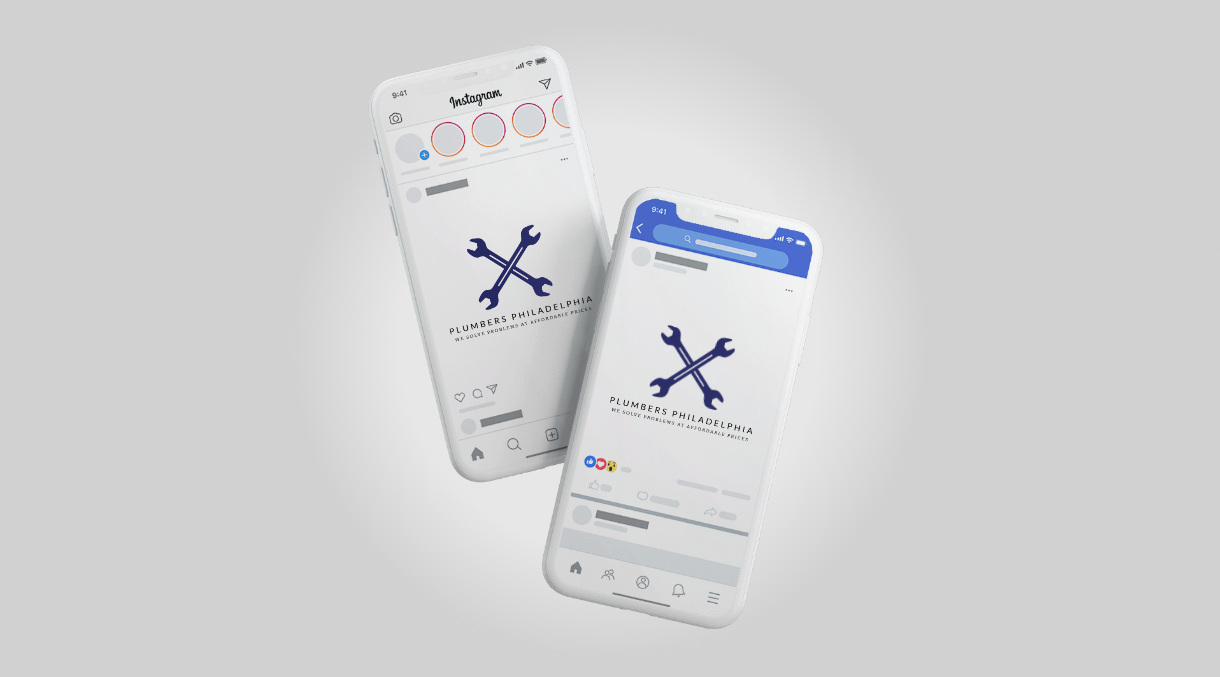 9:41
Instagram
PLUMBERS PHILADELPHIA
WE SOLVE PROBLEMS AT AFFORDABLE PRICES
9:41
PLUMBERS PHILADELPHIA
WE SOLVE PROBLEMS AT AFFORDABLE PRICES